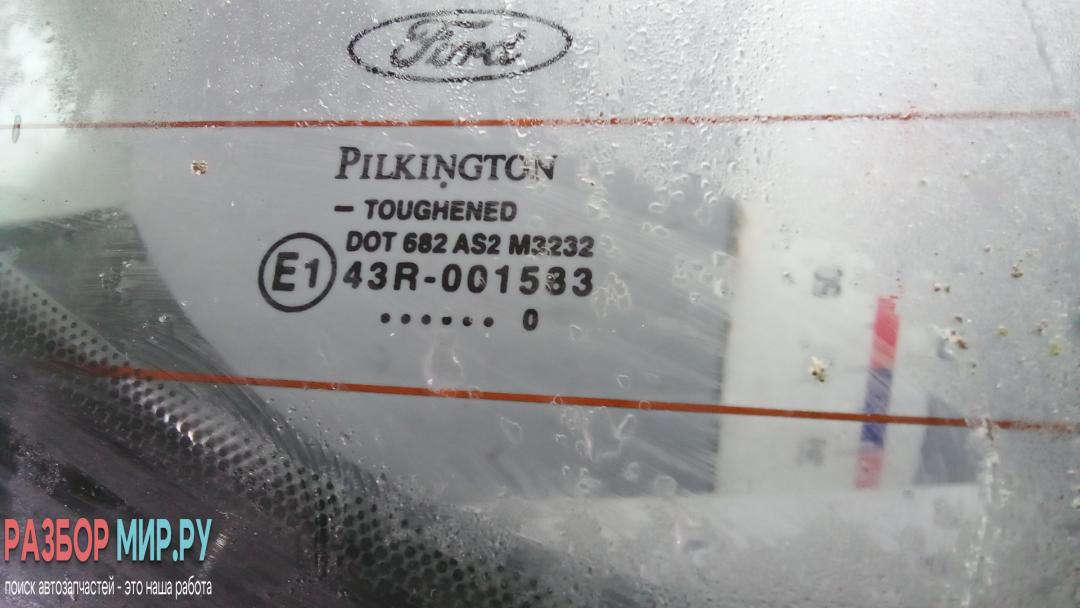 Ford
PILKINGTON
– TOUGHENED
DOT 682 AS2 M3232
E1 43R-001583
...... 0
РАЗБОР МИР.РУ
поиск автозапчастей - это наша работа